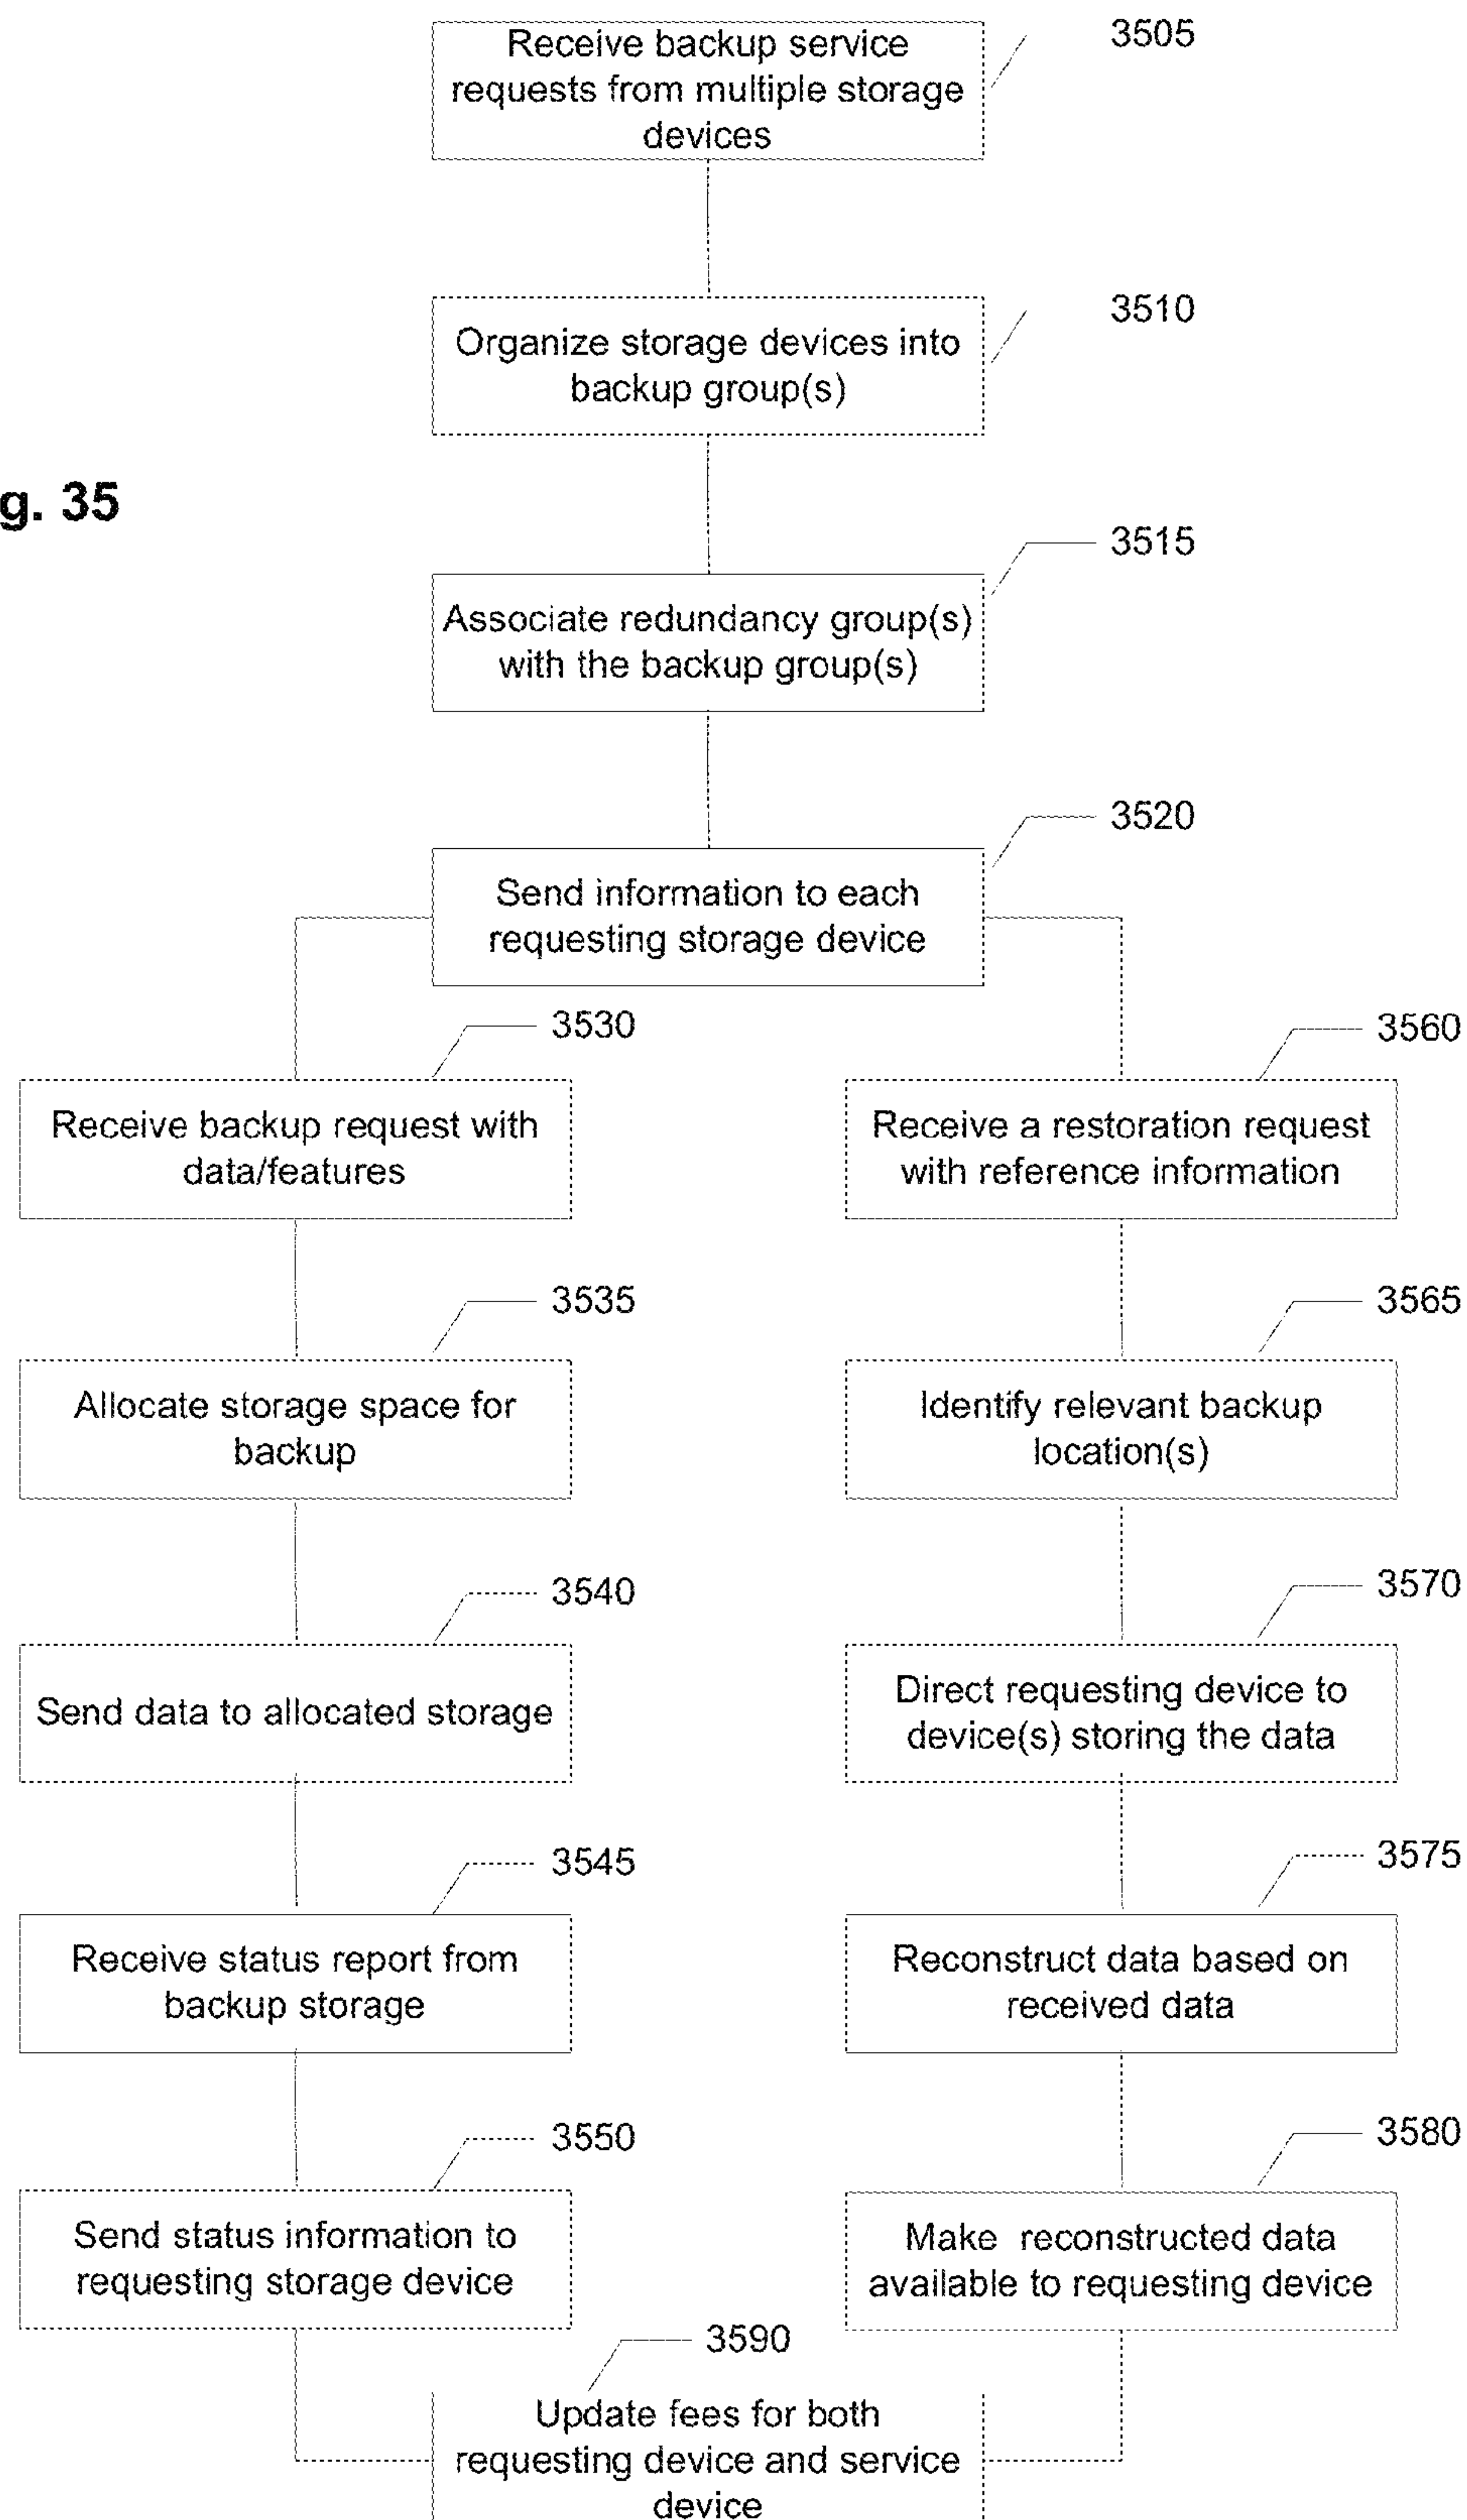 3505
Receive backup service
requests from multiple storage
devices
3510
Organize storage devices into
backup group(s)
g. 35
3515
Associate redundancy group(s)
with the backup group(s)
3520
Send information to each
requesting storage device
3530
Receive backup request with
data/features
3560
Receive a restoration request
with reference information
3535
Allocate storage space for
backup
3565
Identify relevant backup
location(s)
3540
Send data to allocated storage
3570
Direct requesting device to
device(s) storing the data
3545
Receive status report from
backup storage
3575
Reconstruct data based on
received data
3550
Send status information to
requesting storage device
3580
Make reconstructed data
available to requesting device
3590
Update fees for both
requesting device and service
device